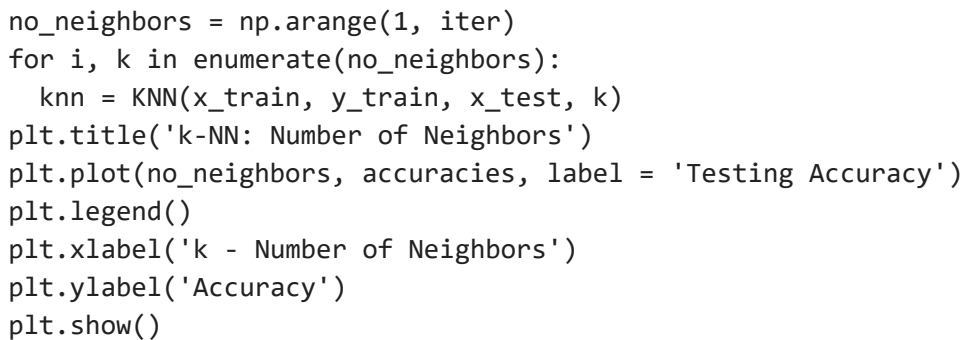 no_neighbors = np.arange(1, iter)
for i, k in enumerate(no_neighbors):
  knn = KNN(x_train, y_train, x_test, k)
plt.title('k-NN: Number of Neighbors')
plt.plot(no_neighbors, accuracies, label = 'Testing Accuracy')
plt.legend()
plt.xlabel('k - Number of Neighbors')
plt.ylabel('Accuracy')
plt.show()